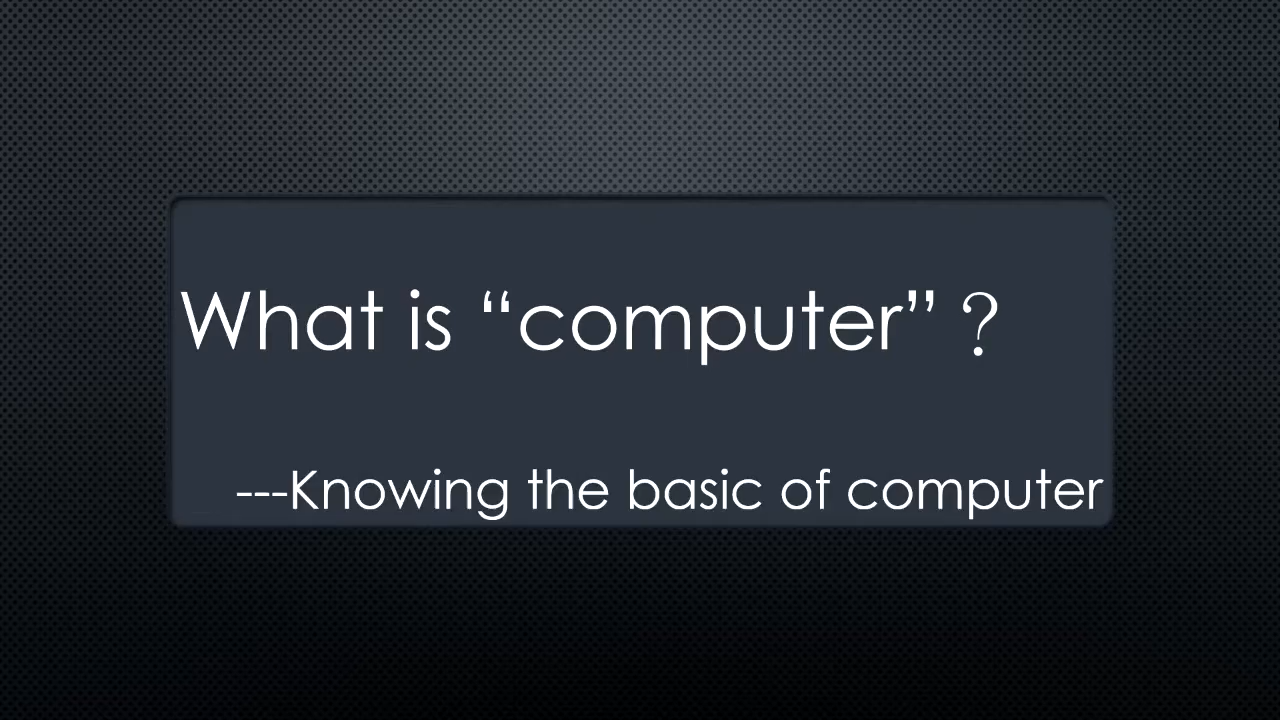 What is “computer”？
---Knowing the basic of computer